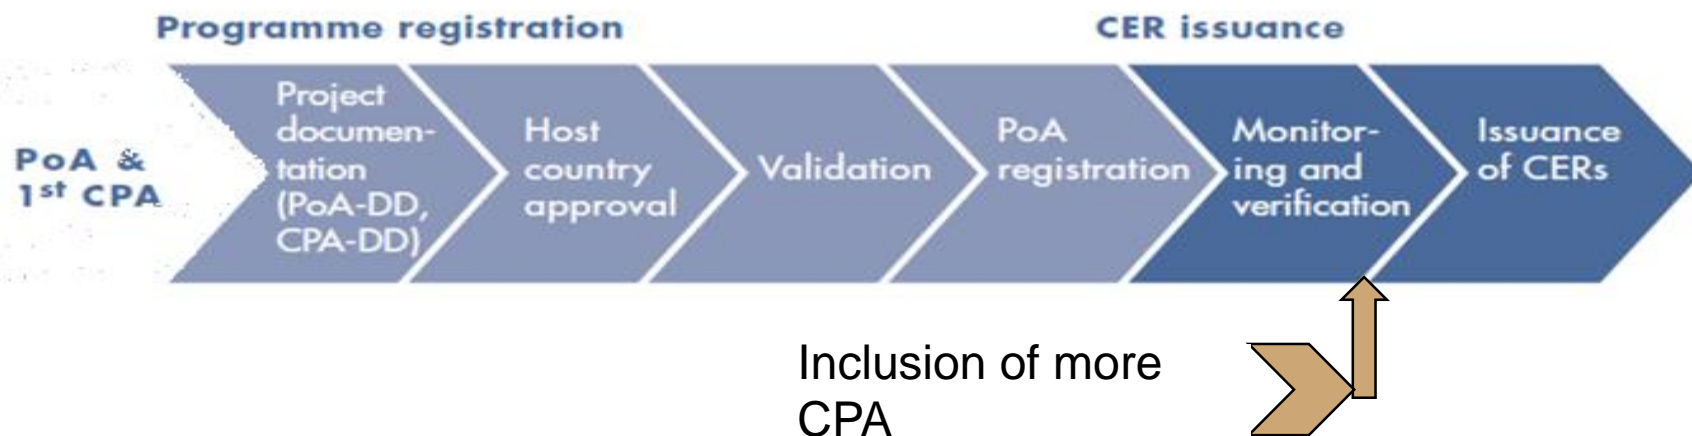 Programme registration
CER issuance
PoA &
1st CPA
Project
documen-
tation
(PoA-DD,
CPA-DD)
Host
country
approval
Validation
PoA
registration
Monitor-
ing and
verification
Issuance
of CERs
Inclusion of more
CPA